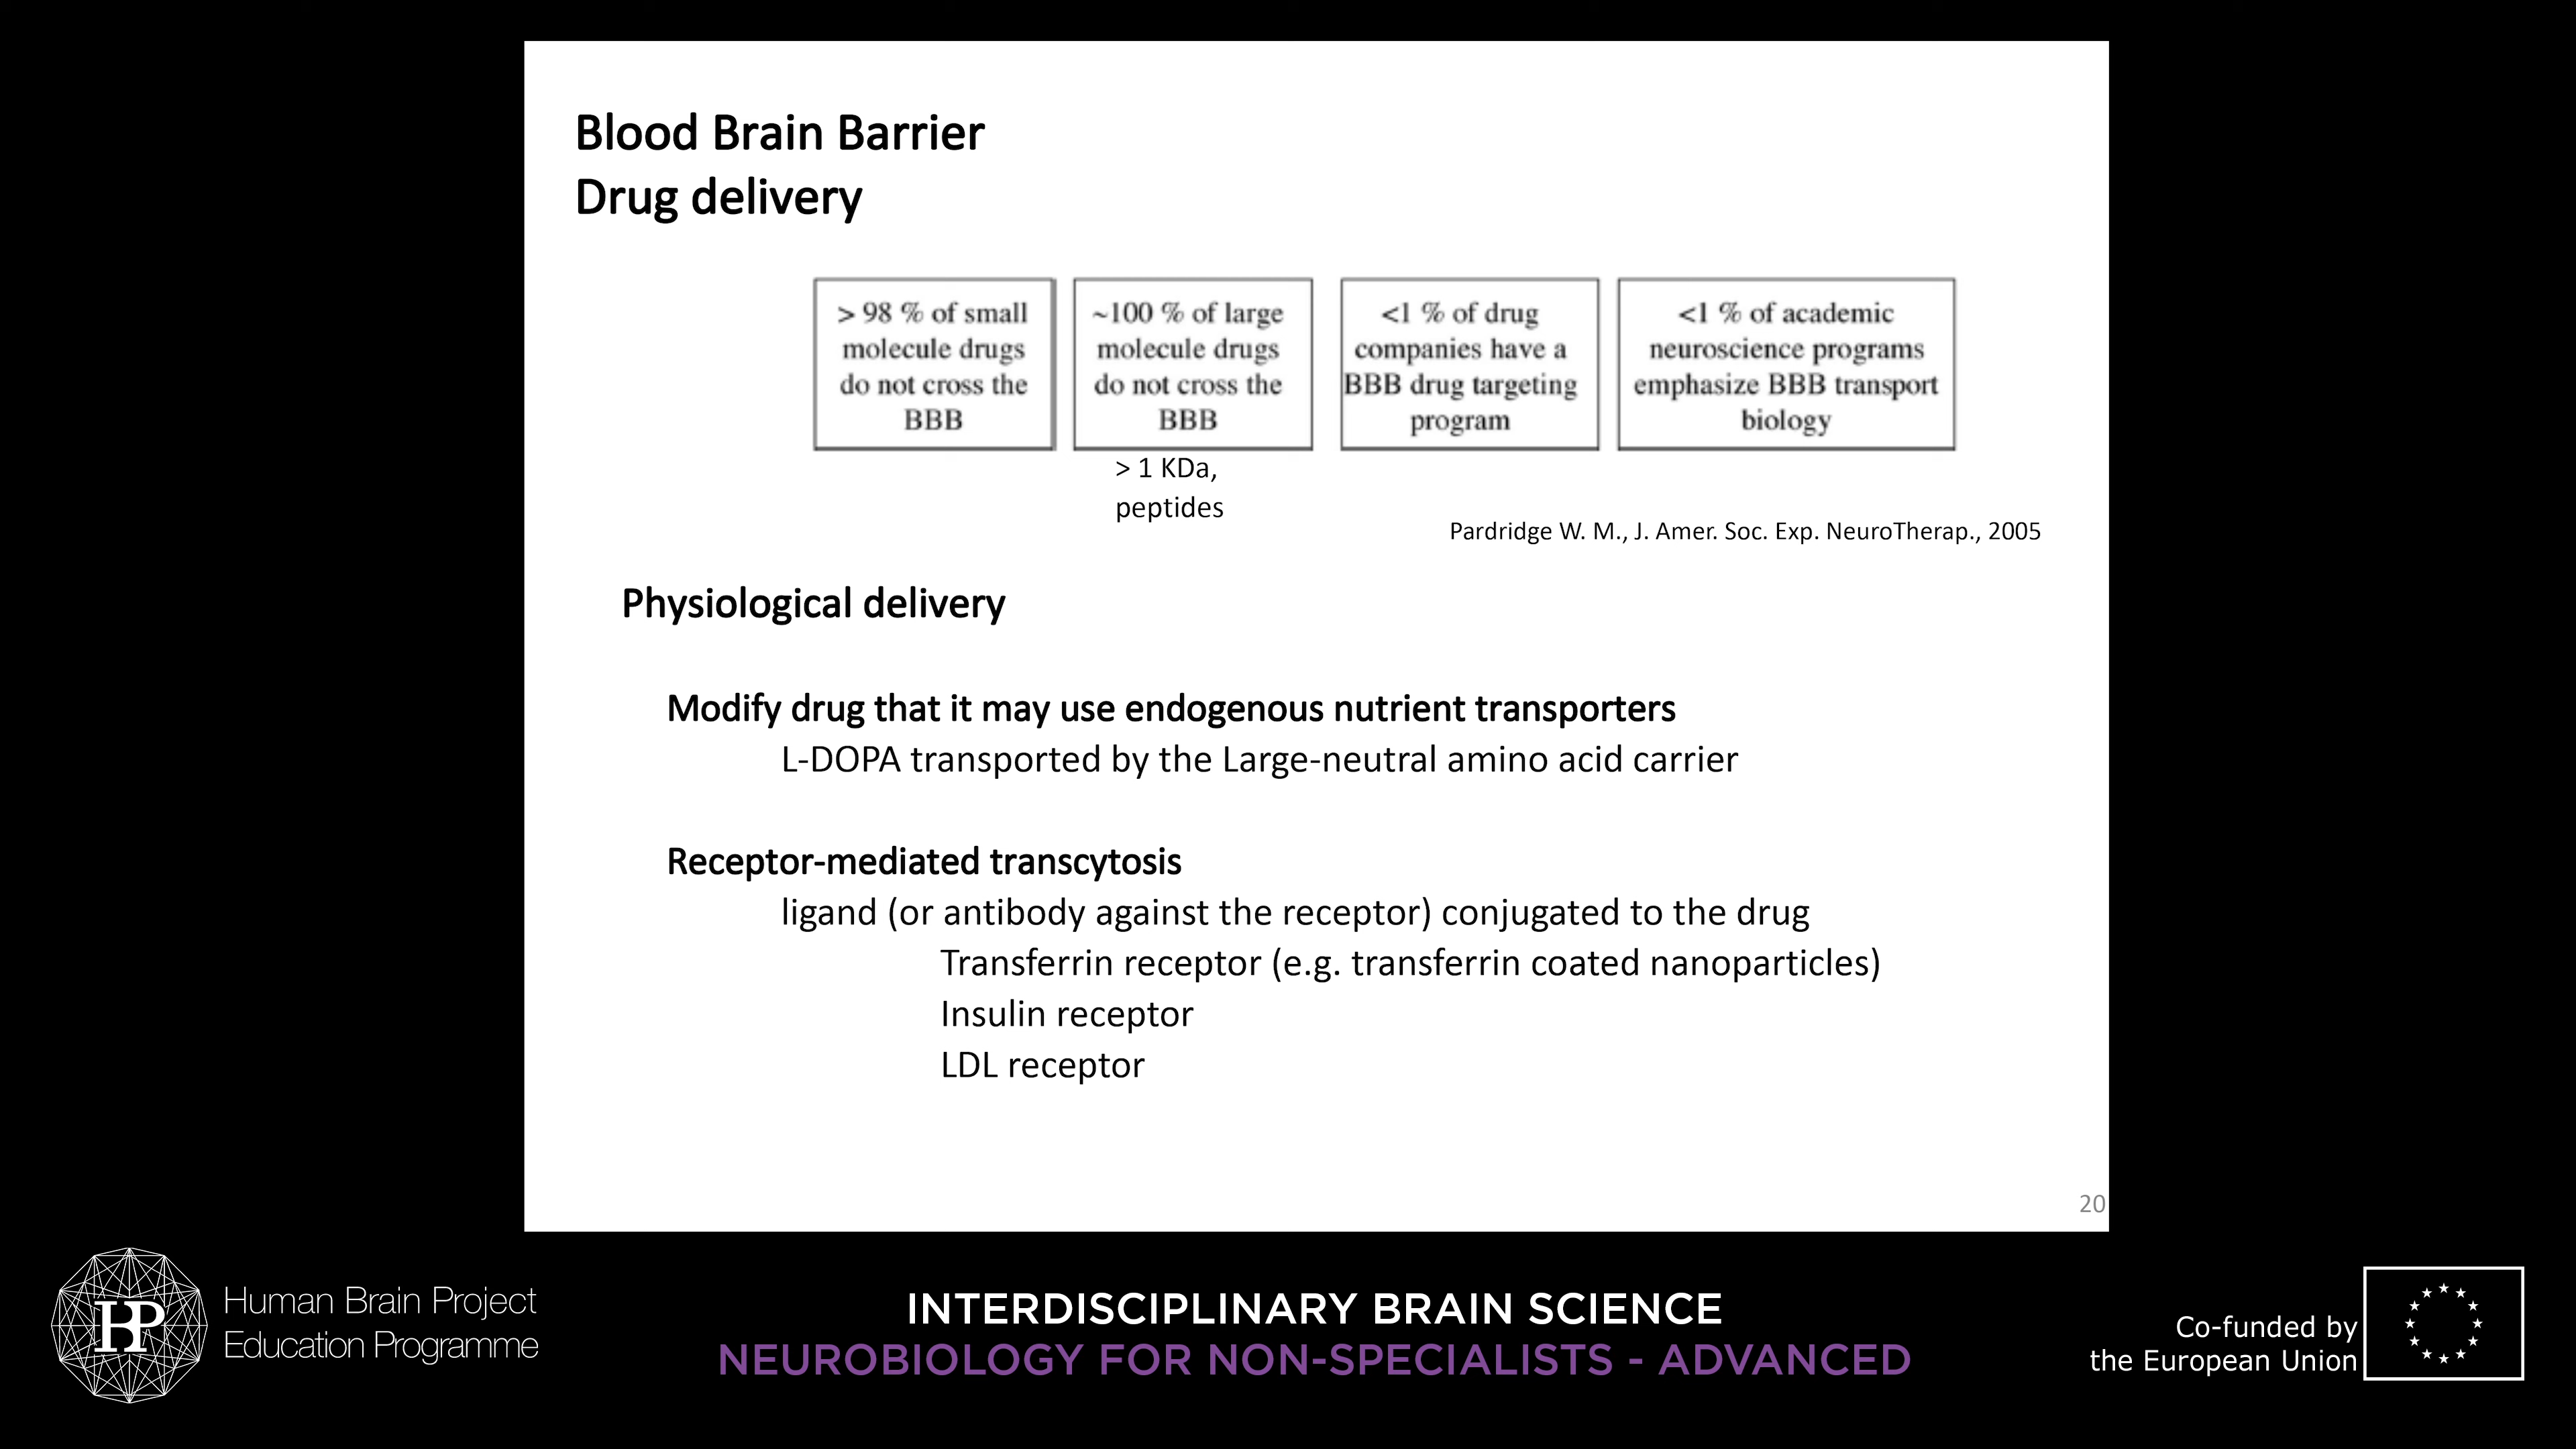 Blood Brain Barrier
Drug delivery
> 98 % of small
molecule drugs
do not cross the
BBB
~100 % of large
molecule drugs
do not cross the
BBB
<1 % of drug
companies have a
BBB drug targeting
program
<1 % of academic
neuroscience programs
emphasize BBB transport
biology
> 1 KDa,
peptides
Pardridge W. M., J. Amer. Soc. Exp. NeuroTherap., 2005
Physiological delivery
Modify drug that it may use endogenous nutrient transporters
L-DOPA transported by the Large-neutral amino acid carrier
Receptor-mediated transcytosis
ligand (or antibody against the receptor) conjugated to the drug
Transferrin receptor (e.g. transferrin coated nanoparticles)
Insulin receptor
LDL receptor
20
HBP
Human Brain Project
Education Programme
INTERDISCIPLINARY BRAIN SCIENCE
NEUROBIOLOGY FOR NON-SPECIALISTS - ADVANCED
Co-funded by
the European Union